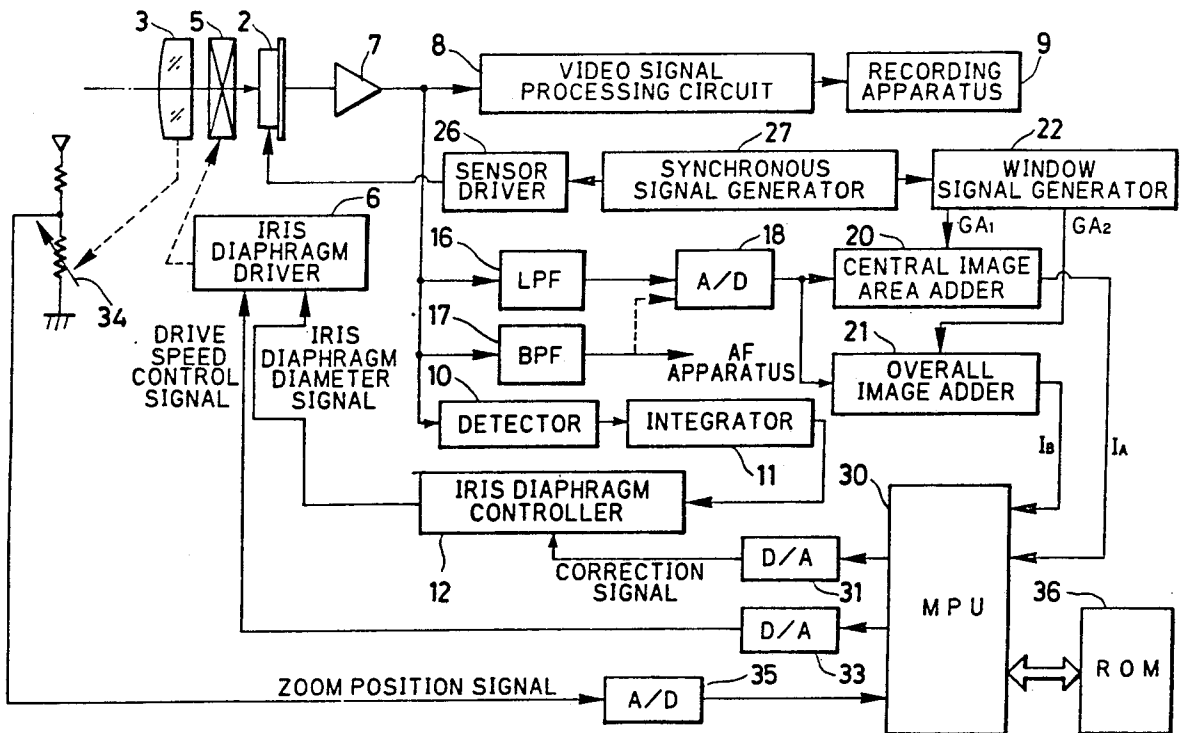 3
5
2
7
8
VIDEO SIGNAL
PROCESSING CIRCUIT
9
RECORDING
APPARATUS
26
SENSOR
DRIVER
27
SYNCHRONOUS
SIGNAL GENERATOR
22
WINDOW
SIGNAL GENERATOR
GA1
GA2
6
IRIS
DIAPHRAGM
DRIVER
34
16
LPF
18
A/D
20
CENTRAL IMAGE
AREA ADDER
17
BPF
AF
APPARATUS
21
OVERALL
IMAGE ADDER
DRIVE
SPEED
CONTROL
SIGNAL
IRIS
DIAPHRAGM
DIAMETER
SIGNAL
10
DETECTOR
INTEGRATOR
11
IB
IA
IRIS DIAPHRAGM
CONTROLLER
12
30
MPU
CORRECTION
SIGNAL
D/A
31
D/A
33
36
ROM
ZOOM POSITION SIGNAL
A/D
35